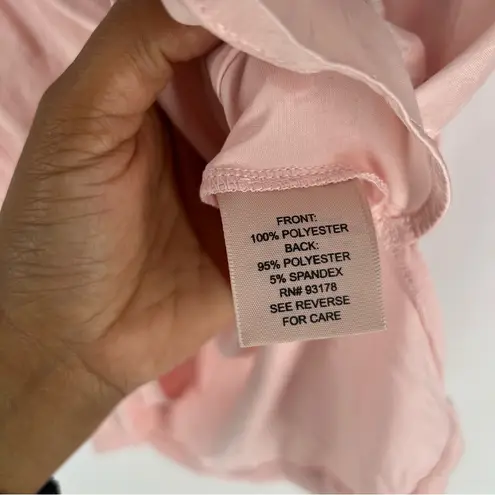 FRONT:
100% POLYESTER
BACK:
95% POLYESTER
5% SPANDEX
RN# 93178
SEE REVERSE
FOR CARE